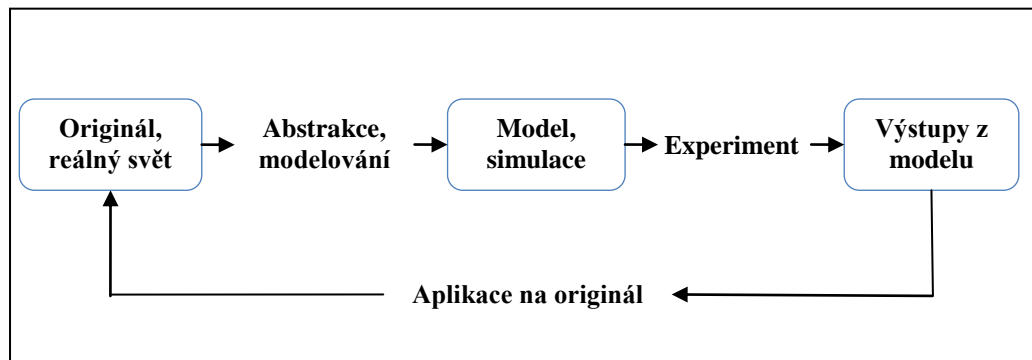 Originál,
reálný svět
Abstrakce,
modelování
Model,
simulace
Experiment
Výstupy z
modelu
Aplikace na originál